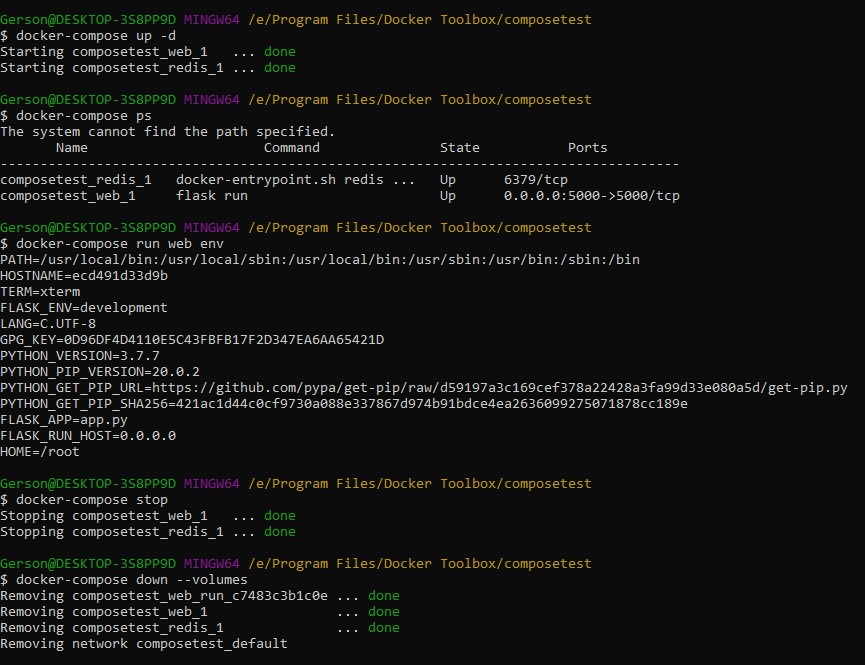 Gerson@DESKTOP-3S8PP9D MINGW64 /e/Program Files/Docker Toolbox/composetest
$ docker-compose up -d
Starting composetest_web_1   ... done
Starting composetest_redis_1 ... done
Gerson@DESKTOP-3S8PP9D MINGW64 /e/Program Files/Docker Toolbox/composetest
$ docker-compose ps
The system cannot find the path specified.
       Name                      Command               State           Ports
-------------------------------------------------------------------------------------
composetest_redis_1   docker-entrypoint.sh redis ...   Up      6379/tcp
composetest_web_1     flask run                        Up      0.0.0.0:5000->5000/tcp
Gerson@DESKTOP-3S8PP9D MINGW64 /e/Program Files/Docker Toolbox/composetest
$ docker-compose run web env
PATH=/usr/local/bin:/usr/local/sbin:/usr/local/bin:/usr/sbin:/usr/bin:/sbin:/bin
HOSTNAME=ecd491d33d9b
TERM=xterm
FLASK_ENV=development
LANG=C.UTF-8
GPG_KEY=0D96DF4D4110E5C43FBFB17F2D347EA6AA65421D
PYTHON_VERSION=3.7.7
PYTHON_PIP_VERSION=20.0.2
PYTHON_GET_PIP_URL=https://github.com/pypa/get-pip/raw/d59197a3c169cef378a22428a3fa99d33e080a5d/get-pip.py
PYTHON_GET_PIP_SHA256=421ac1d44c0cf9730a088e337867d974b91bdce4ea2636099275071878cc189e
FLASK_APP=app.py
FLASK_RUN_HOST=0.0.0.0
HOME=/root
Gerson@DESKTOP-3S8PP9D MINGW64 /e/Program Files/Docker Toolbox/composetest
$ docker-compose stop
Stopping composetest_web_1   ... done
Stopping composetest_redis_1 ... done
Gerson@DESKTOP-3S8PP9D MINGW64 /e/Program Files/Docker Toolbox/composetest
$ docker-compose down --volumes
Removing composetest_web_run_c7483c3b1c0e ... done
Removing composetest_web_1                ... done
Removing composetest_redis_1              ... done
Removing network composetest_default